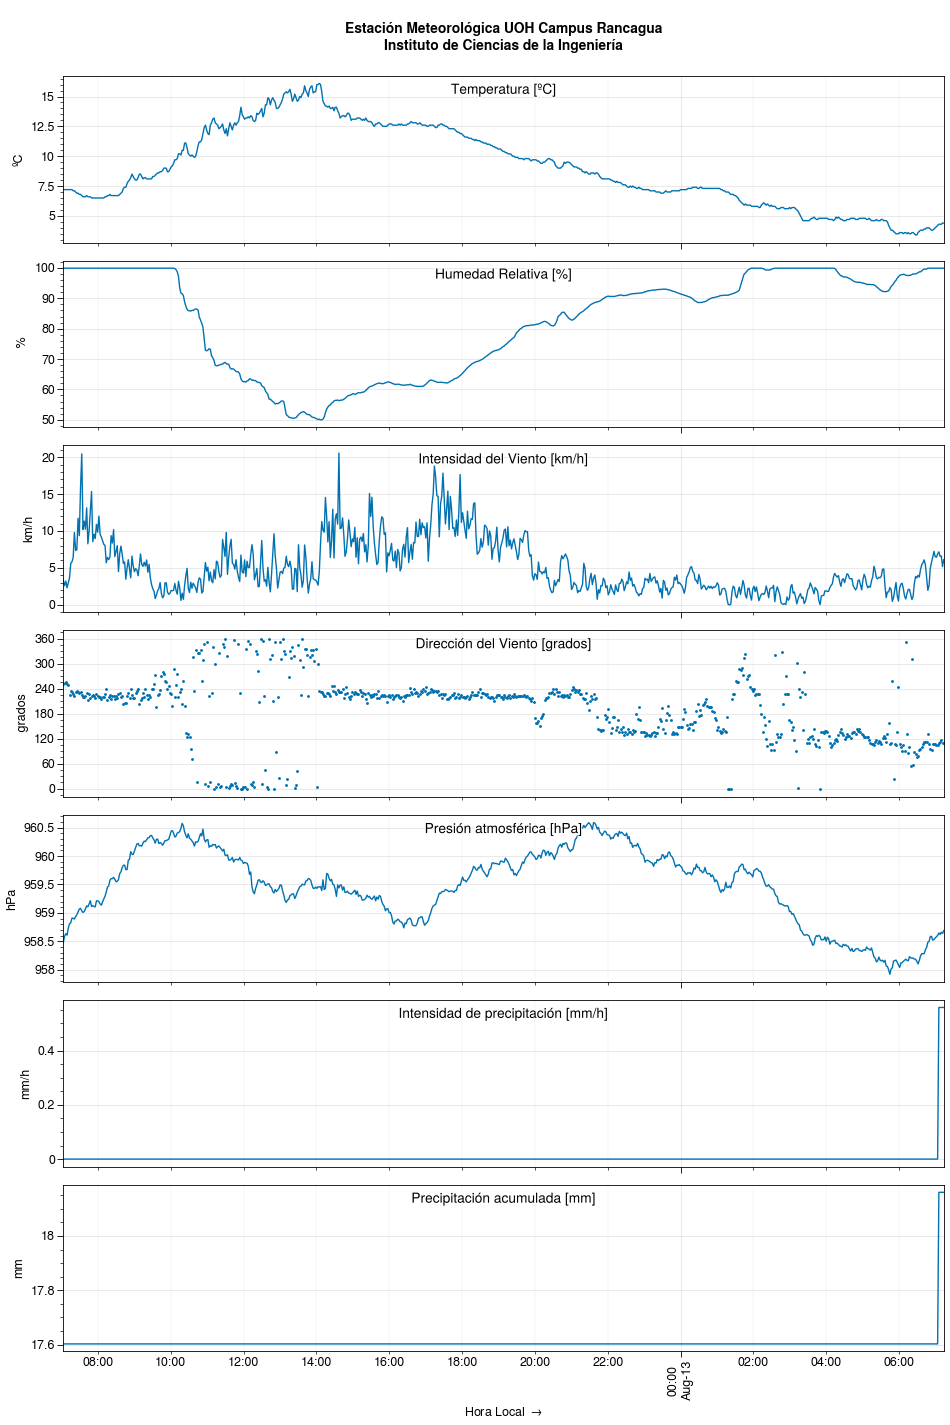 Estación Meteorológica UOH Campus Rancagua
Instituto de Ciencias de la Ingeniería
Temperatura [ºC]
15
12.5
10
7.5
5
ºC
Humedad Relativa [%]
100
90
80
70
60
50
%
Intensidad del Viento [km/h]
20
15
10
5
0
km/h
Dirección del Viento [grados]
360
300
240
180
120
60
0
grados
Presión atmosférica [hPa]
960.5
960
959.5
959
958.5
958
hPa
Intensidad de precipitación [mm/h]
0.4
0.2
0
mm/h
Precipitación acumulada [mm]
18
17.8
17.6
mm
08:00
10:00
12:00
14:00
16:00
18:00
20:00
22:00
00:00
Aug-13
02:00
04:00
06:00
Hora Local →